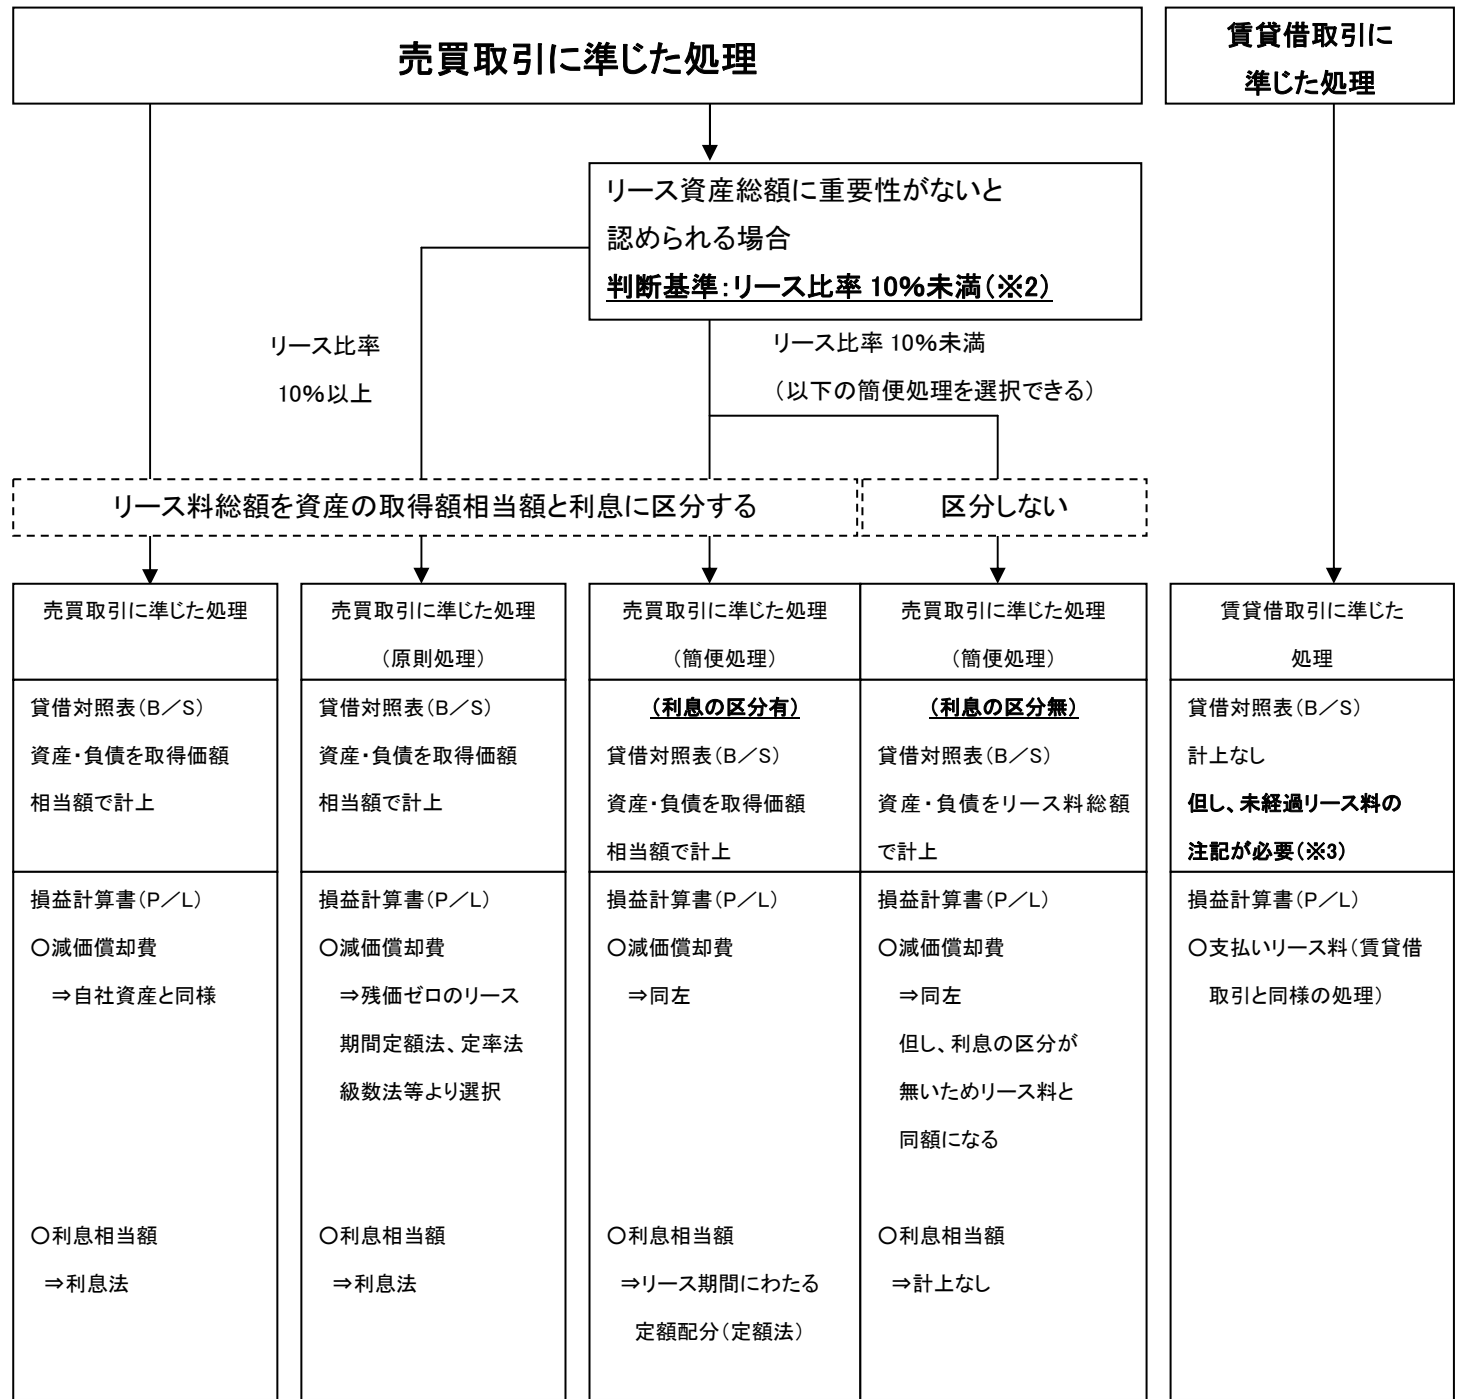 売買取引に準じた処理
賃貸借取引に
準じた処理
リース資産総額に重要性がないと
認められる場合
判断基準：リース比率 10％未満（※2）
リース比率
10％以上
リース比率 10％未満
（以下の簡便処理を選択できる）
リース料総額を資産の取得額相当額と利息に区分する
区分しない
売買取引に準じた処理
貸借対照表（B／S）
資産・負債を取得価額
相当額で計上
損益計算書（P／L）
〇減価償却費
⇒自社資産と同様
〇利息相当額
⇒利息法
売買取引に準じた処理
（原則処理）
貸借対照表（B／S）
資産・負債を取得価額
相当額で計上
損益計算書（P／L）
〇減価償却費
⇒残価ゼロのリース
期間定額法、定率法
級数法等より選択
〇利息相当額
⇒利息法
売買取引に準じた処理
（簡便処理）
（利息の区分有）
貸借対照表（B／S）
資産・負債を取得価額
相当額で計上
損益計算書（P／L）
〇減価償却費
⇒同左
〇利息相当額
⇒リース期間にわたる
定額配分（定額法）
売買取引に準じた処理
（簡便処理）
（利息の区分無）
貸借対照表（B／S）
資産・負債をリース料総額
で計上
損益計算書（P／L）
〇減価償却費
⇒同左
但し、利息の区分が
無いためリース料と
同額になる
〇利息相当額
⇒計上なし
賃貸借取引に準じた
処理
貸借対照表（B／S）
計上なし
但し、未経過リース料の
注記が必要（※3）
損益計算書（P／L）
〇支払いリース料（賃貸借
取引と同様の処理）